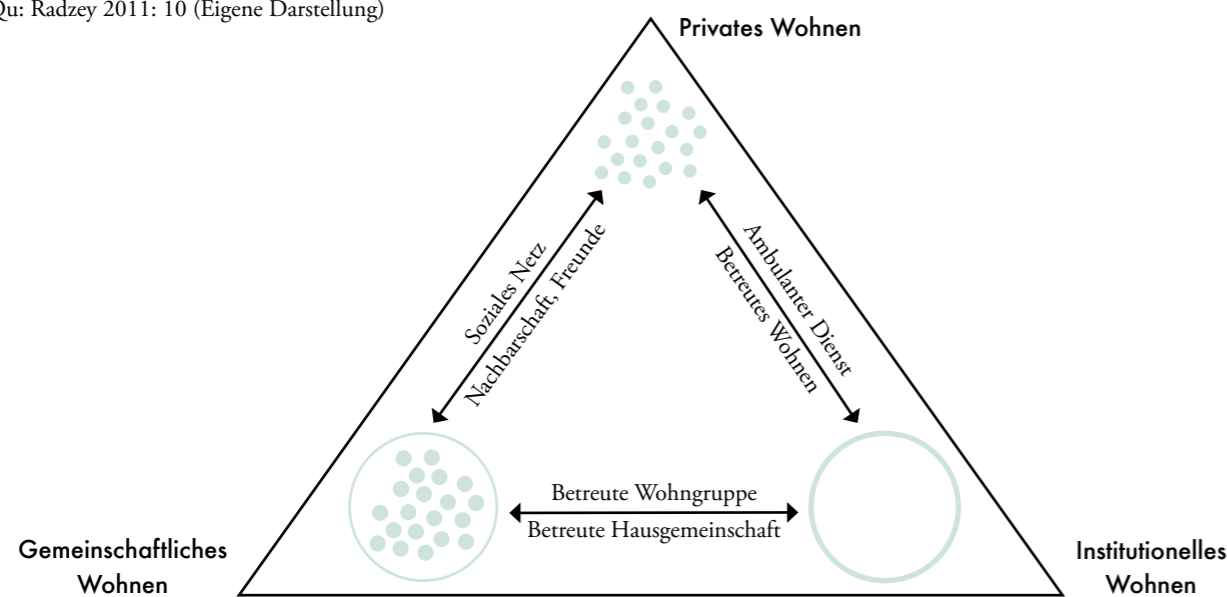 Qu: Radzey 2011: 10 (Eigene Darstellung)
Privates Wohnen
Soziales Netz
Nachbarschaft, Freunde
Ambulanter Dienst
Betreutes Wohnen
Betreute Wohngruppe
Betreute Hausgemeinschaft
Gemeinschaftliches
Wohnen
Institutionelles
Wohnen